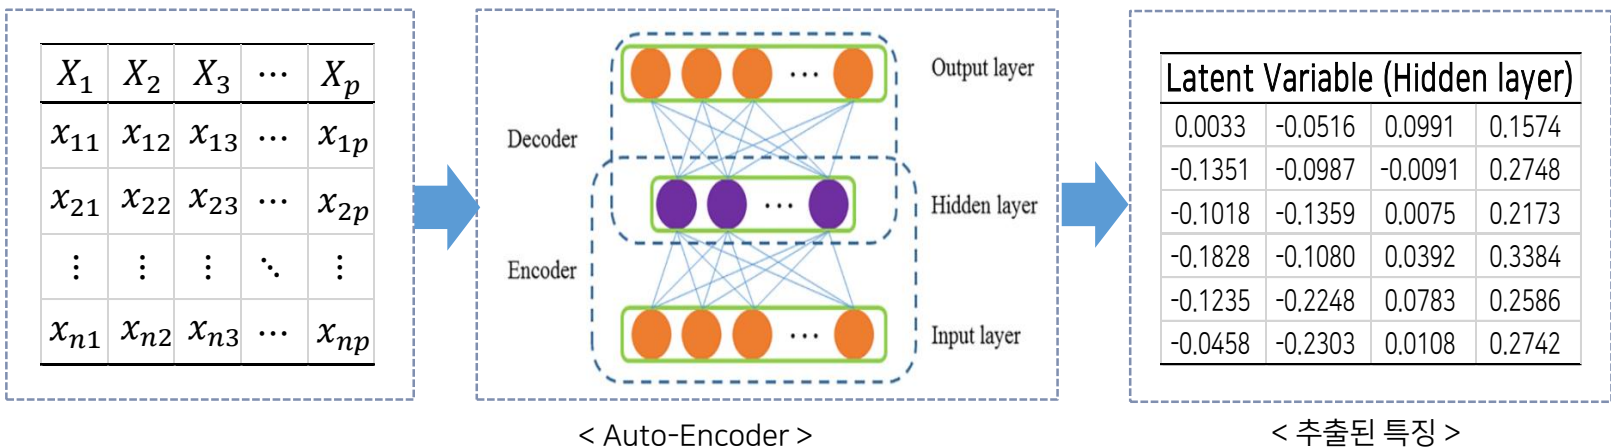 X₁ X₂ X₃ ⋯ Xₚ
x₁₁ x₁₂ x₁₃ ⋯ x₁ₚ
x₂₁ x₂₂ x₂₃ ⋯ x₂ₚ
⋮ ⋮ ⋮ ⋱ ⋮
xₙ₁ xₙ₂ xₙ₃ ⋯ xₙₚ
Output layer
Decoder
Hidden layer
Encoder
Input layer
< Auto-Encoder >
Latent Variable (Hidden layer)
0.0033 -0.0516 0.0991 0.1574
-0.1351 -0.0987 -0.0091 0.2748
-0.1018 -0.1359 0.0075 0.2173
-0.1828 -0.1080 0.0392 0.3384
-0.1235 -0.2248 0.0783 0.2586
-0.0458 -0.2303 0.0108 0.2742
< 추출된 특징 >